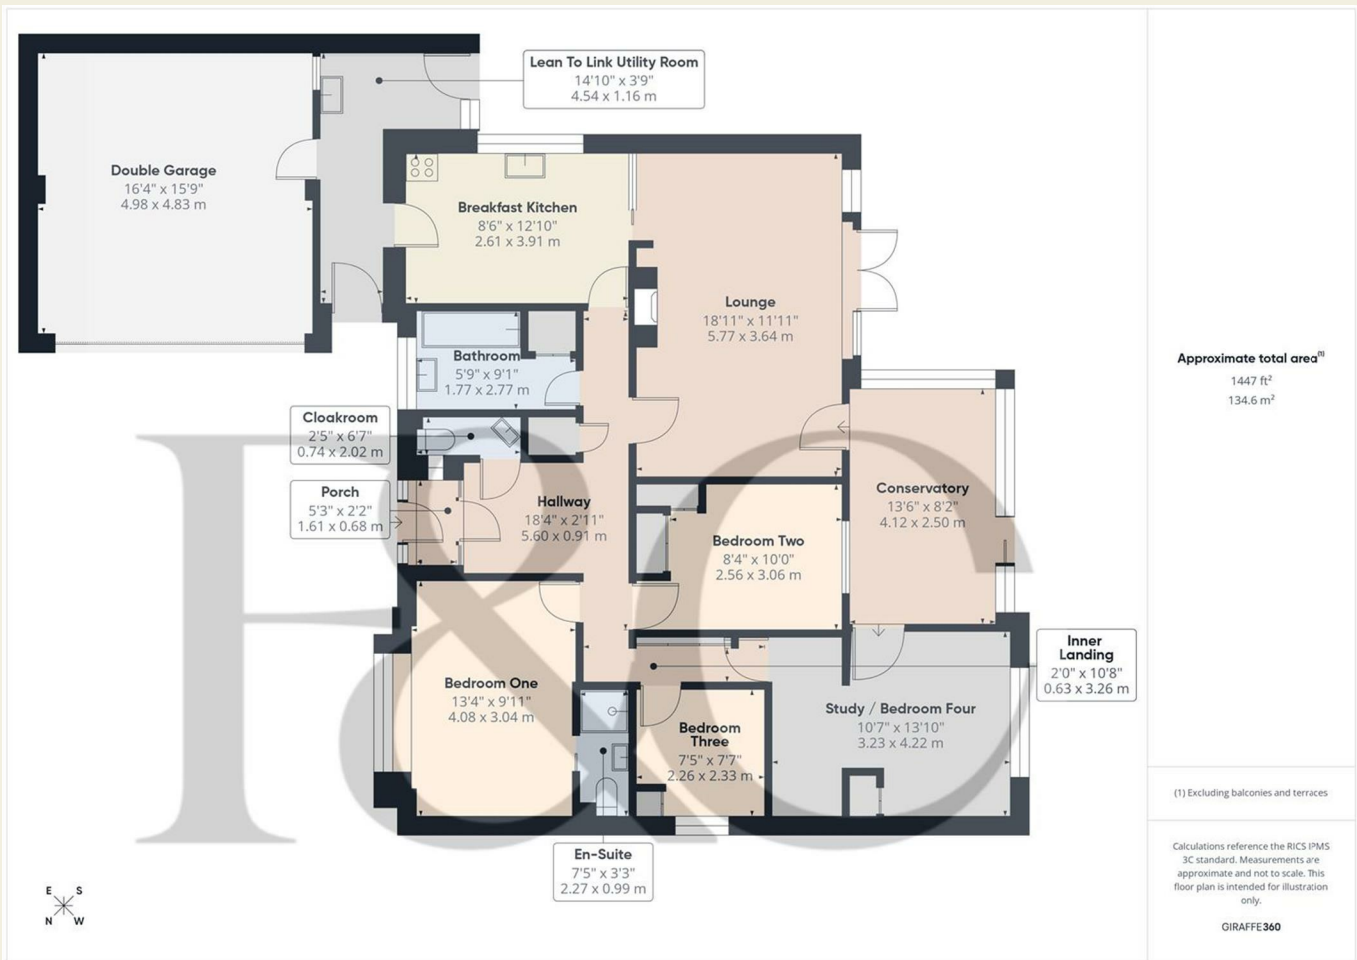 Lean To Link Utility Room
14'10" x 3'9"
4.54 x 1.16 m
Double Garage
16'4" x 15'9"
4.98 x 4.83 m
Breakfast Kitchen
8'6" x 12'10"
2.61 x 3.91 m
Lounge
18'11" x 11'11"
5.77 x 3.64 m
Bathroom
5'9" x 9'1"
1.77 x 2.77 m
Cloakroom
2'5" x 6'7"
0.74 x 2.02 m
Porch
5'3" x 2'2"
1.61 x 0.68 m
Hallway
18'4" x 2'11"
5.60 x 0.91 m
Conservatory
13'6" x 8'2"
4.12 x 2.50 m
Bedroom Two
8'4" x 10'0"
2.56 x 3.06 m
Inner
Landing
2'0" x 10'8"
0.63 x 3.26 m
Bedroom One
13'4" x 9'11"
4.08 x 3.04 m
Study / Bedroom Four
10'7" x 13'10"
3.23 x 4.22 m
Bedroom
Three
7'5" x 7'7"
2.26 x 2.33 m
En-Suite
7'5" x 3'3"
2.27 x 0.99 m
F&C
E S
N W
Approximate total area(1)
1447 ft²
134.6 m²
(1) Excluding balconies and terraces
Calculations reference the RICS IPMS
3C standard. Measurements are
approximate and not to scale. This
floor plan is intended for illustration
only.
GIRAFFE360